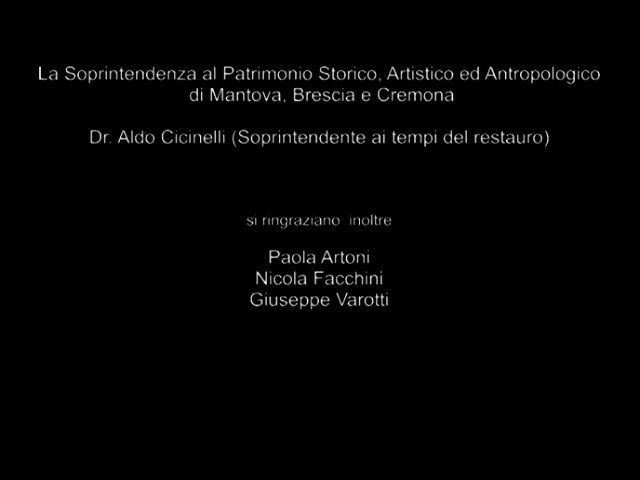 La Soprintendenza al Patrimonio Storico, Artistico ed Antropologico
di Mantova, Brescia e Cremona
Dr. Aldo Cicinelli (Soprintendente ai tempi del restauro)
si ringraziano inoltre
Paola Artoni
Nicola Facchini
Giuseppe Varotti